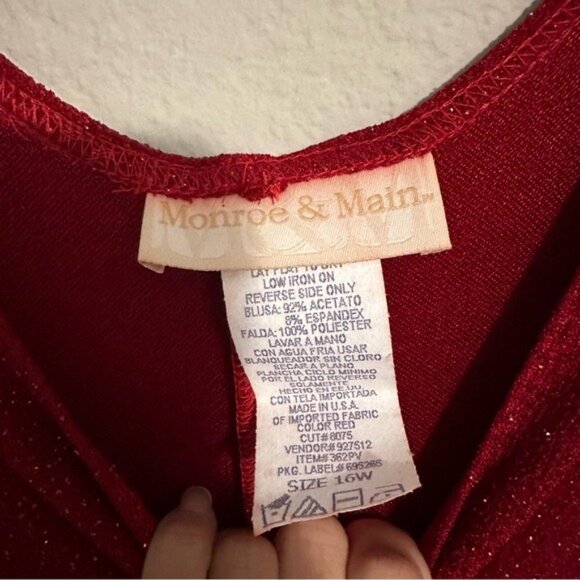 Monroe & Main™
LAY FLAT TO DRY
LOW IRON ON
REVERSE SIDE ONLY
BLUSA: 92% ACETATO
8% ESPANDEX
FALDA:100% POLIESTER
LAVAR A MANO
CON AGUA FRIA USAR
BLANQUEADOR SIN CLORO
SECAR A PLANO
PLANCHA CICLO MINIMO
POR EL LADO REVERSO
SOLAMENTE
HECHO EN EE.UU.
CON TELA IMPORTADA
MADE IN U.S.A.
OF IMPORTED FABRIC
COLOR RED
CUT# 8075
VENDOR# 927512
ITEM# 362PV
PKG. LABEL# 695265
SIZE 16W